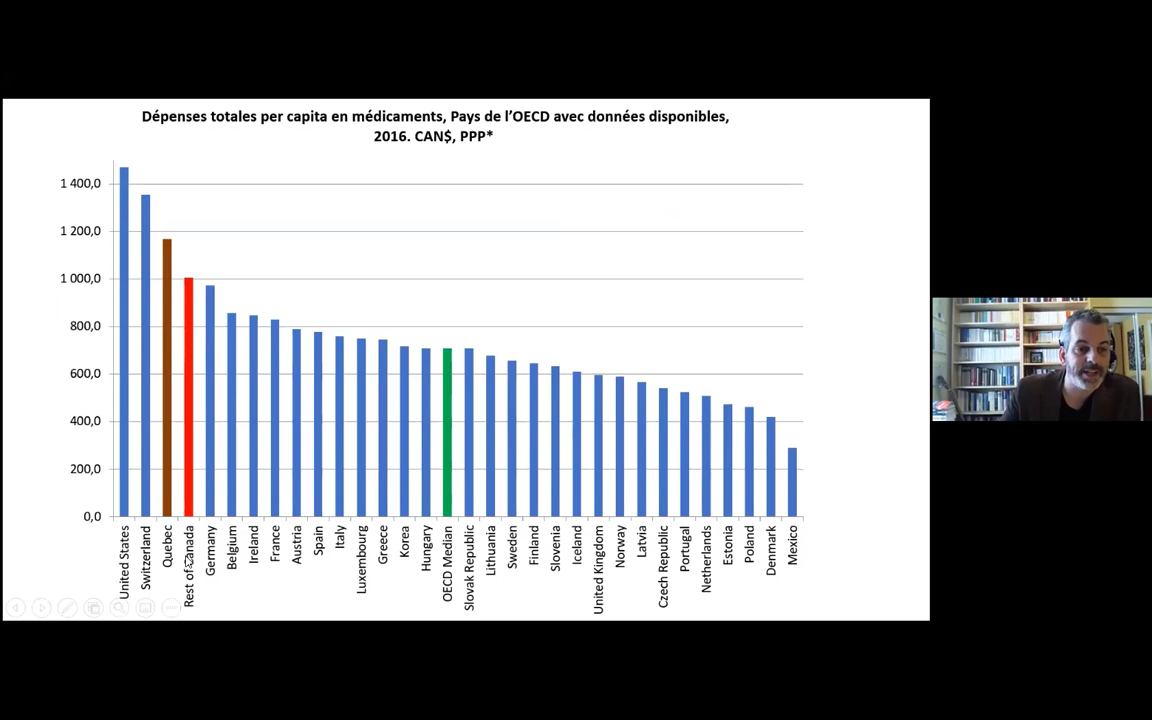 Dépenses totales per capita en médicaments, Pays de l'OECD avec données disponibles,
2016. CAN$, PPP*
1 400,0
1 200,0
1 000,0
800,0
600,0
400,0
200,0
0,0
United States
Switzerland
Quebec
Rest of Canada
Germany
Belgium
Ireland
France
Austria
Spain
Italy
Luxembourg
Greece
Korea
Hungary
OECD Median
Slovak Republic
Lithuania
Sweden
Finland
Slovenia
Iceland
United Kingdom
Norway
Latvia
Czech Republic
Portugal
Netherlands
Estonia
Poland
Denmark
Mexico